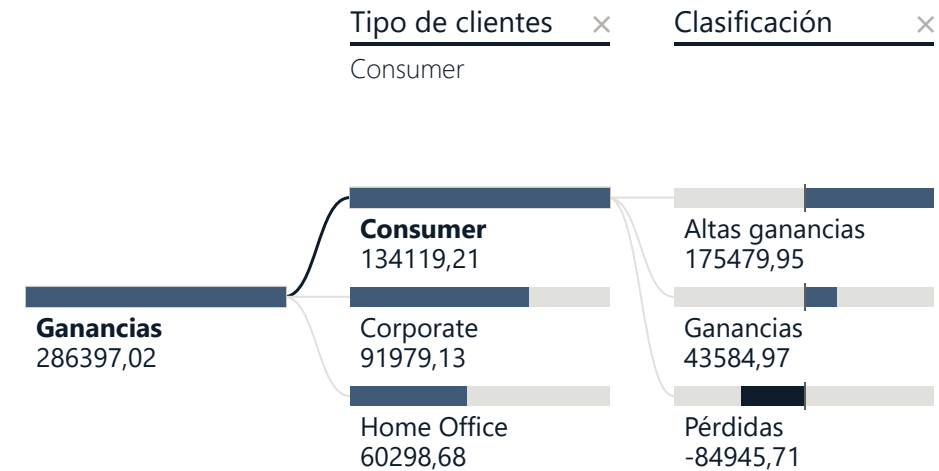 Tipo de clientes
Clasificación
Consumer
Consumer
134119,21
Altas ganancias
175479,95
Ganancias
286397,02
Corporate
91979,13
Ganancias
43584,97
Home Office
60298,68
Pérdidas
-84945,71